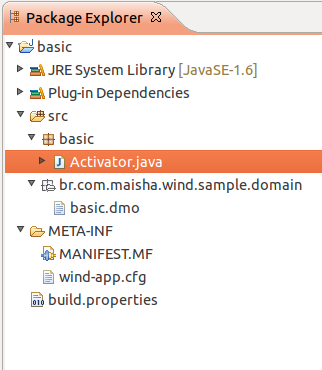 Package Explorer
basic
JRE System Library [JavaSE-1.6]
Plug-in Dependencies
src
basic
Activator.java
br.com.maisha.wind.sample.domain
basic.dmo
META-INF
MANIFEST.MF
wind-app.cfg
build.properties